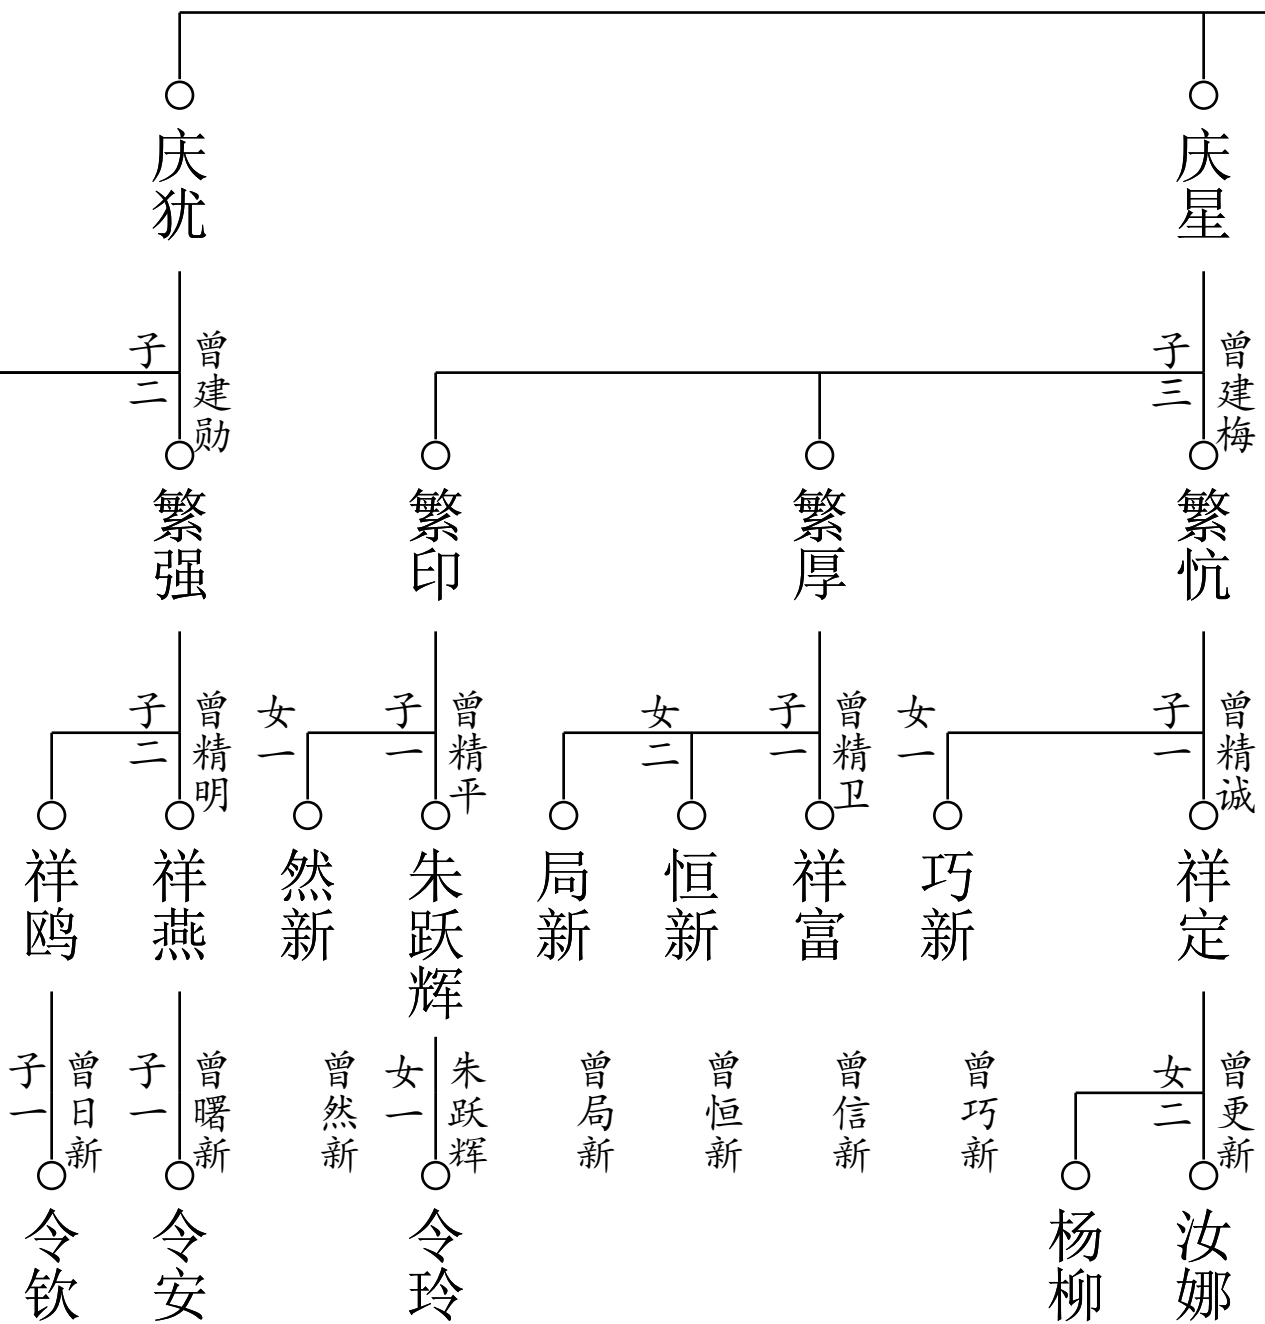 庆星
庆犹
曾建梅
子三
曾建勋
子二
繁忼
繁厚
繁印
繁强
曾精诚
子一
女一
曾精卫
子一
女二
曾精平
子一
女一
曾精明
子二
祥定
巧新
祥富
恒新
局新
朱跃辉
然新
祥燕
祥鸥
曾更新
女二
曾巧新
曾信新
曾恒新
曾局新
朱跃辉
女一
曾然新
曾曙新
子一
曾日新
子一
汝娜
杨柳
令玲
令安
令钦